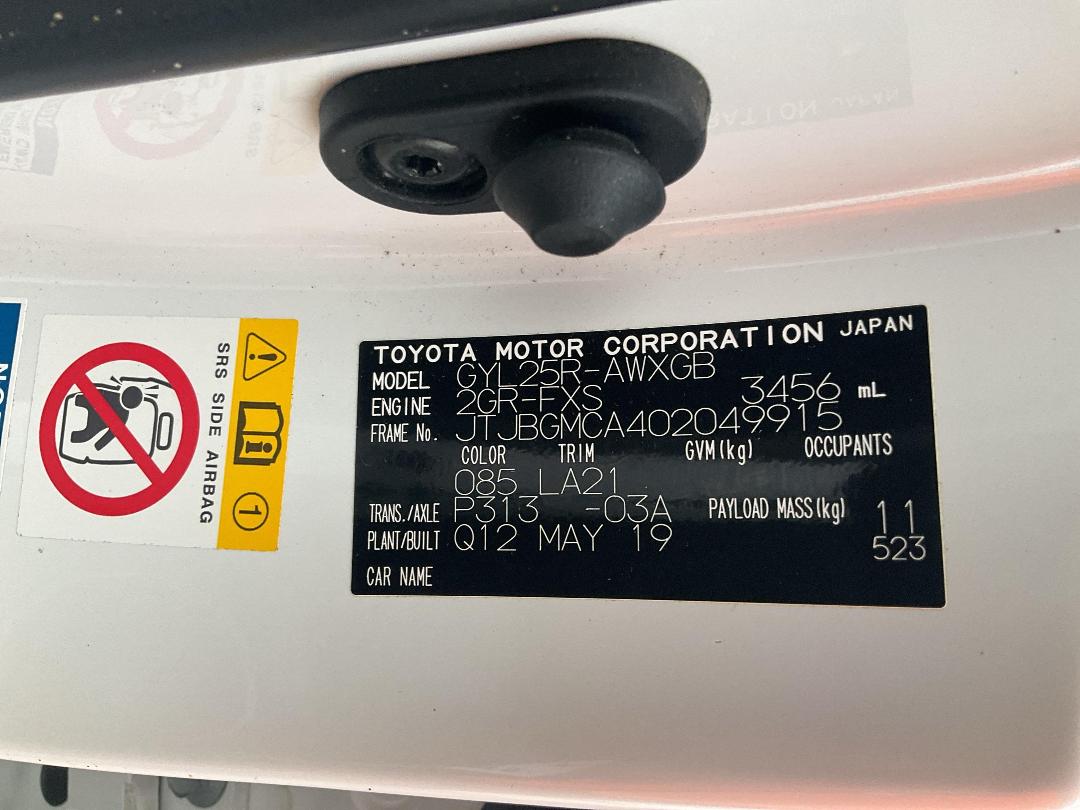 TOYOTA MOTOR CORPORATION JAPAN
MODEL GYL25R-AWXGB
ENGINE 2GR-FXS 3456 mL
FRAME No. JTJBGMCA402049915
COLOR TRIM GVM(kg) OCCUPANTS
085 LA21
TRANS./AXLE P313 -03A PAYLOAD MASS(kg) 11
PLANT/BUILT Q12 MAY 19 523
CAR NAME
SRS SIDE AIRBAG
1